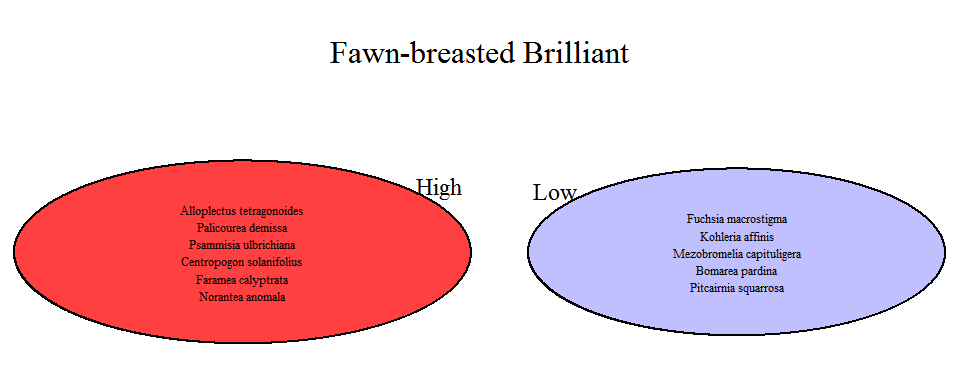 Fawn-breasted Brilliant
High
Alloplectus tetragonoides
Palicourea demissa
Psammisia ulbrichiana
Centropogon solanifolius
Faramea calyptrata
Norantea anomala
Low
Fuchsia macrostigma
Kohleria affinis
Mezobromelia capituligera
Bomarea pardina
Pitcairnia squarrosa